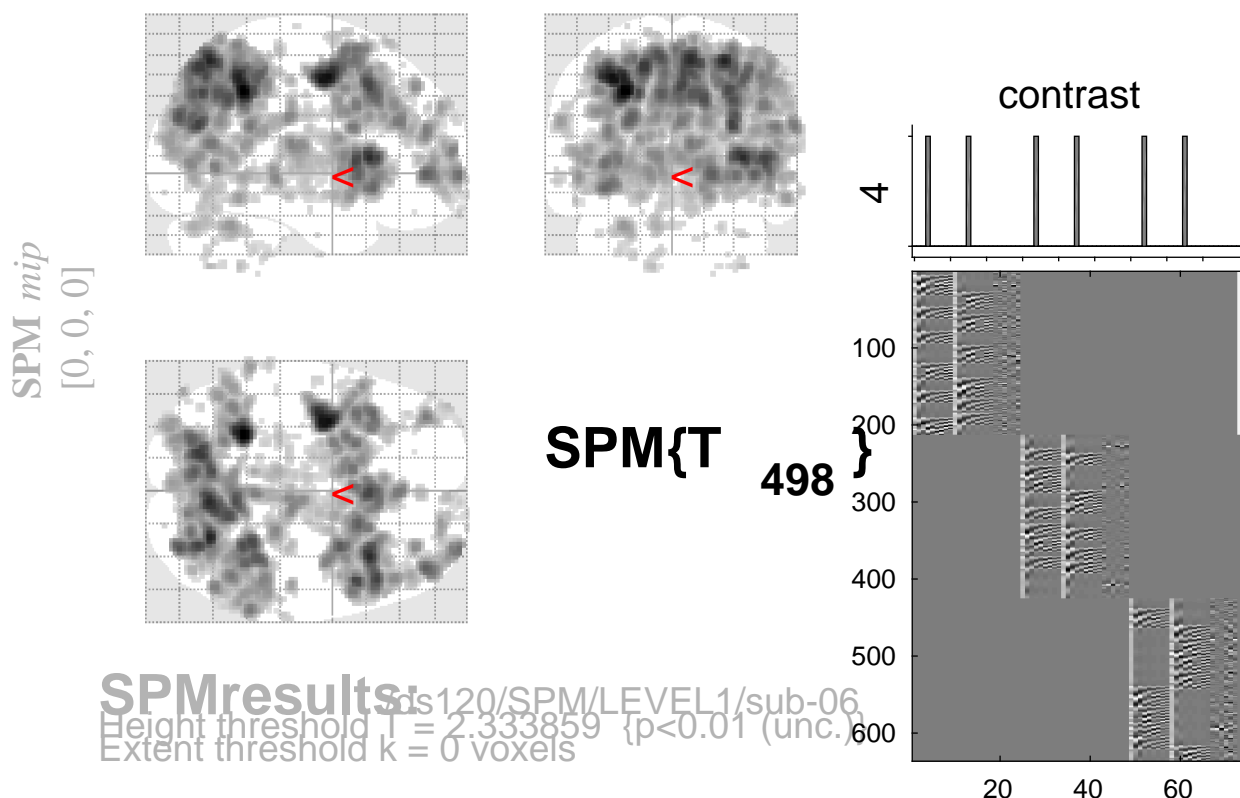 SPM mip
[0, 0, 0]
<
<
<
SPM{T498}
contrast
4
100
200
300
400
500
600
20
40
60
SPMresults: /ds120/SPM/LEVEL1/sub-06
Height threshold T = 2.333859 {p<0.01 (unc.)}
Extent threshold k = 0 voxels